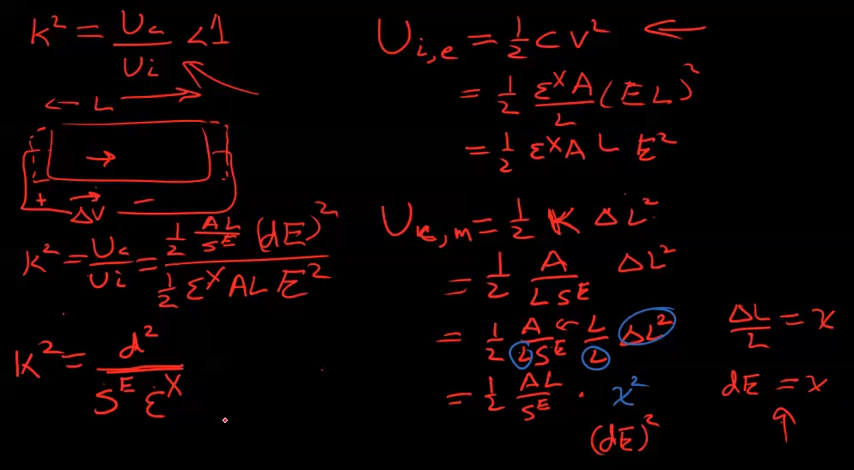 k² = Uc/Ui < 1
← L →
→
+ ΔV −
k² = Uc/Ui = ½ AL/S^E (dE)² / ½ ε^X AL E²
k² = d² / S^E ε^X
U i,e = ½ C V² ←
= ½ ε^X A/L (EL)²
= ½ ε^X A L E²
U c,m = ½ K ΔL²
= ½ A/(L S^E) ΔL²
= ½ A/(L S^E) L/L ΔL²
= ½ AL/S^E · x²
(dE)²
ΔL/L = x
dE = x
↑